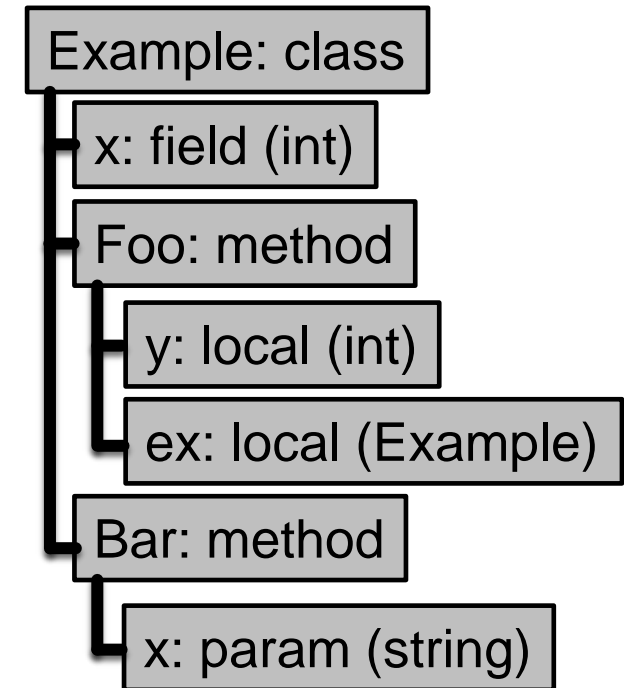 Example: class
x: field (int)
Foo: method
y: local (int)
ex: local (Example)
Bar: method
x: param (string)